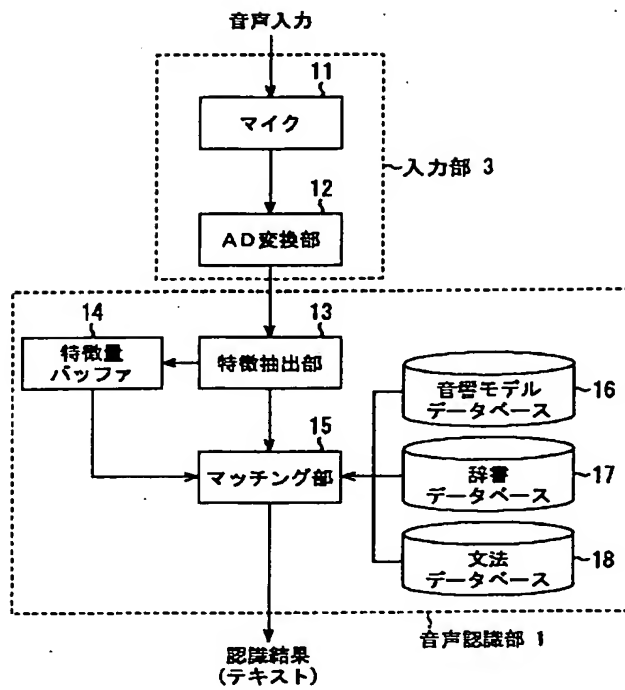 音声入力
11
マイク
入力部 3
12
AD変換部
14
特徴量
バッファ
13
特徴抽出部
音響モデル
データベース
16
15
マッチング部
辞書
データベース
17
文法
データベース
18
音声認識部 1
認識結果
(テキスト)